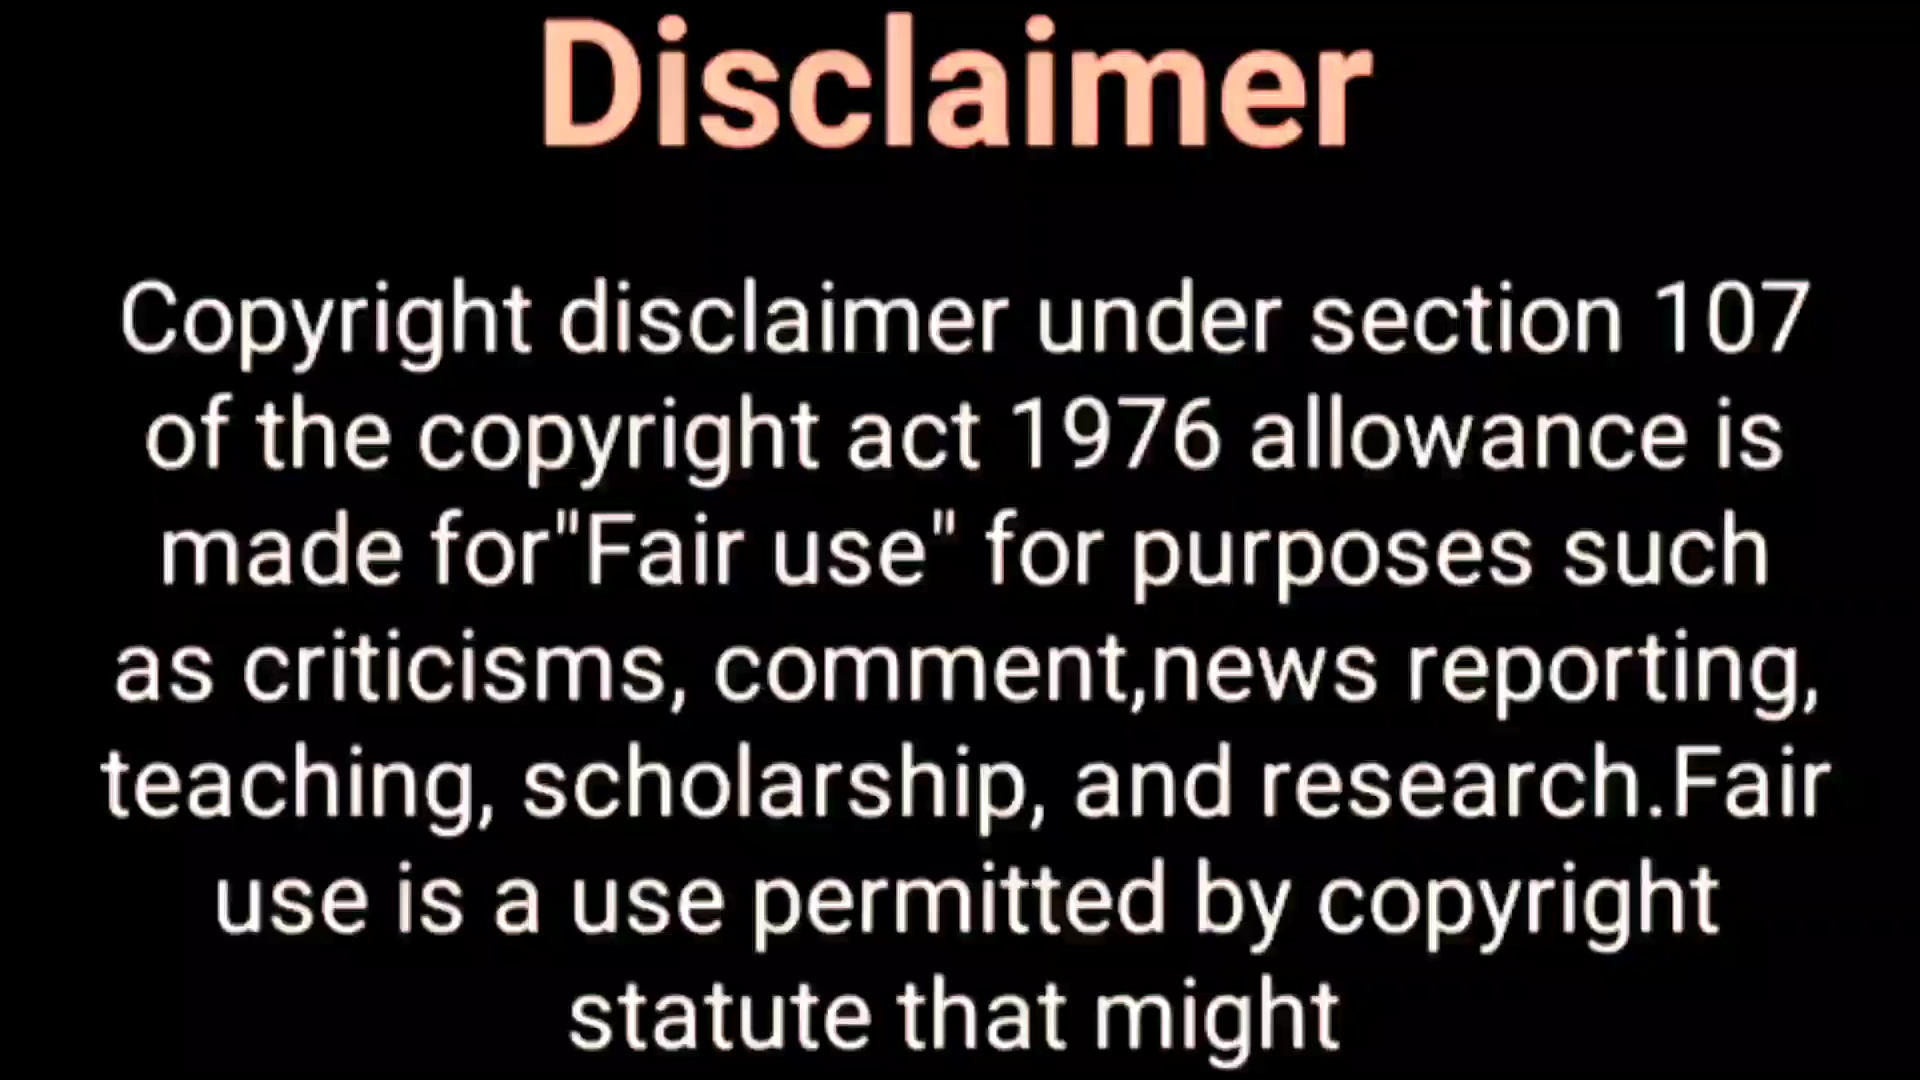 Disclaimer
Copyright disclaimer under section 107
of the copyright act 1976 allowance is
made for"Fair use" for purposes such
as criticisms, comment,news reporting,
teaching, scholarship, and research.Fair
use is a use permitted by copyright
statute that might